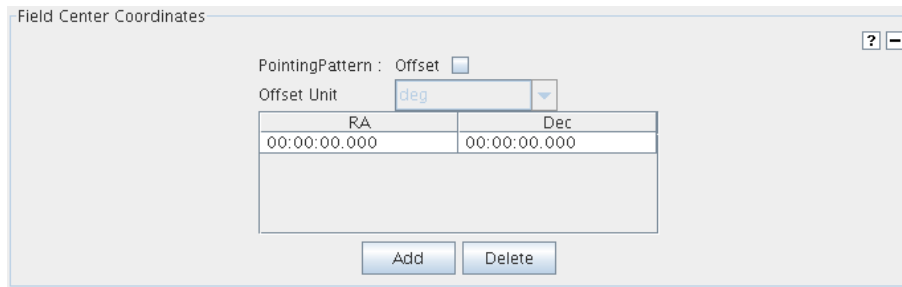 Field Center Coordinates
?
PointingPattern : Offset
Offset Unit deg
RA Dec
00:00:00.000 00:00:00.000
Add Delete